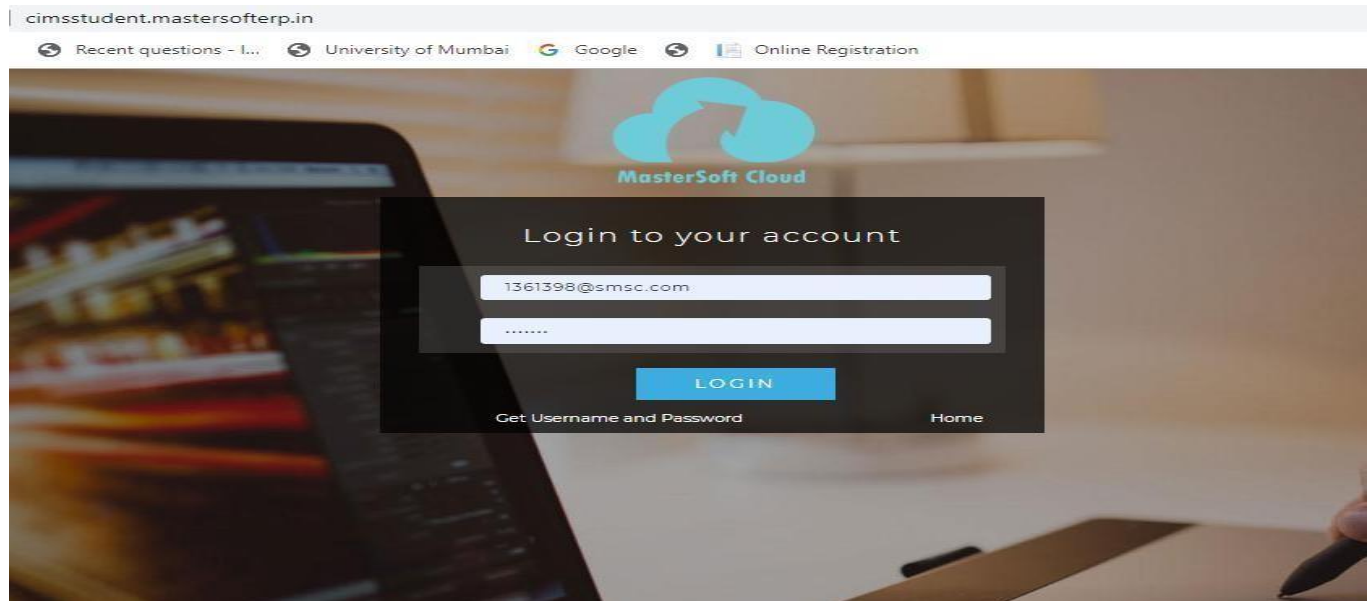 cimsstudent.mastersofterp.in
Recent questions - I... University of Mumbai Google Online Registration
MasterSoft Cloud
Login to your account
1361398@smsc.com
.......
LOGIN
Get Username and Password Home